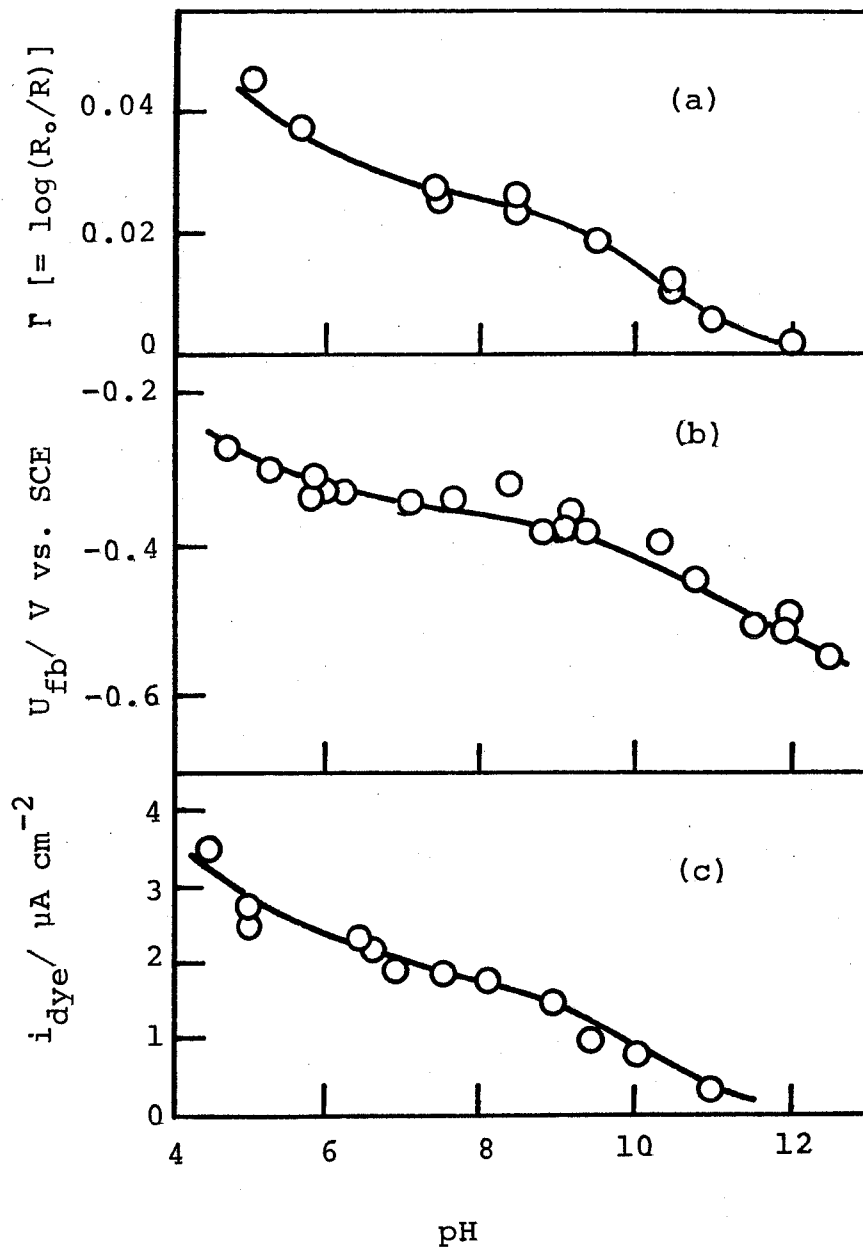 Γ [= log(R₀/R)]
0.04
0.02
0
(a)
U_fb/ V vs. SCE
-0.2
-0.4
-0.6
(b)
i_dye/ μA cm⁻²
4
3
2
1
0
(c)
4 6 8 10 12
pH